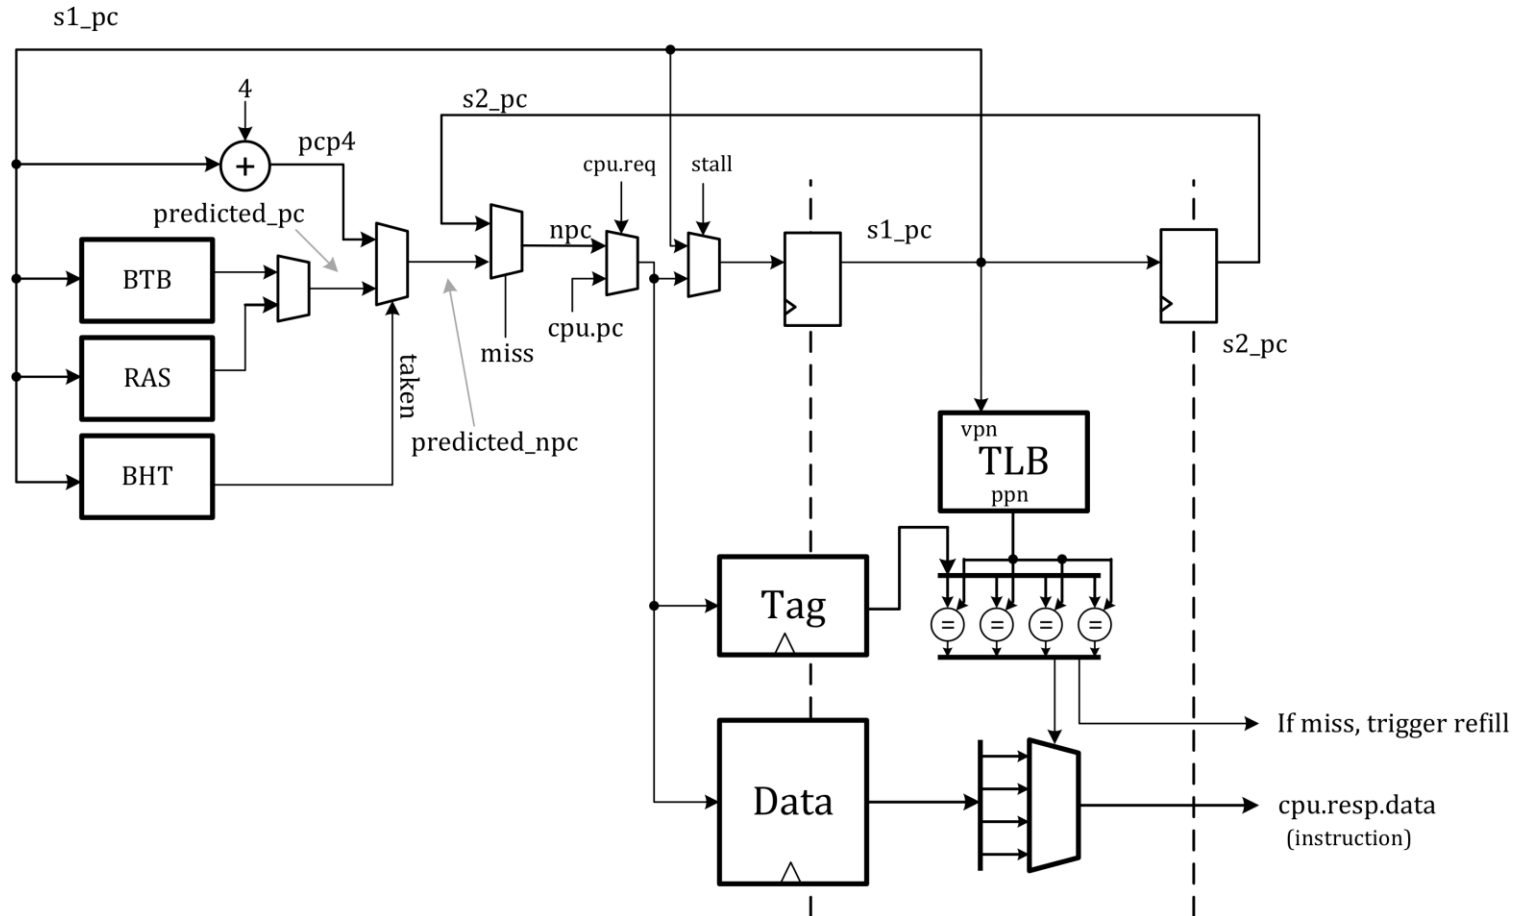 s1_pc
4
pcp4
s2_pc
cpu.req
stall
predicted_pc
npc
s1_pc
BTB
cpu.pc
miss
s2_pc
RAS
taken
predicted_npc
vpn
TLB
ppn
BHT
Tag
=
=
=
=
If miss, trigger refill
Data
cpu.resp.data
(instruction)
+